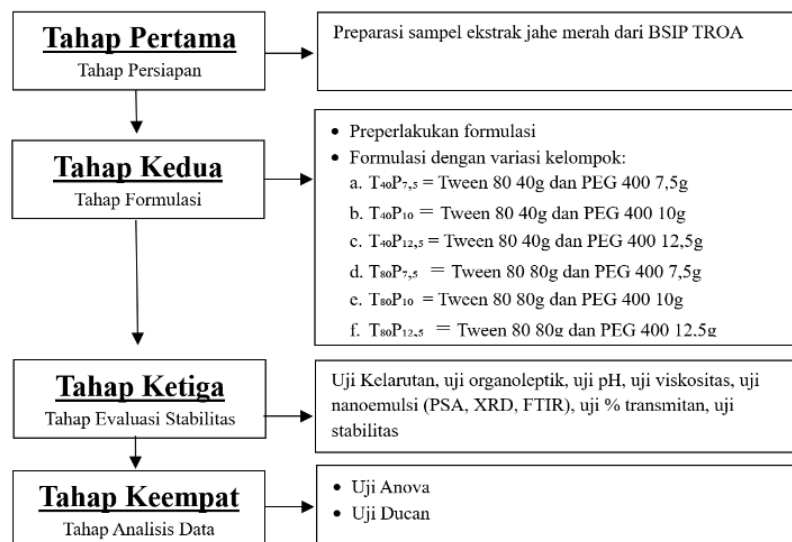 Tahap Pertama
Tahap Persiapan
Preparasi sampel ekstrak jahe merah dari BSIP TROA
Tahap Kedua
Tahap Formulasi
• Preperlakukan formulasi
• Formulasi dengan variasi kelompok:
a. T₄₀P₇,₅ = Tween 80 40g dan PEG 400 7,5g
b. T₄₀P₁₀ = Tween 80 40g dan PEG 400 10g
c. T₄₀P₁₂,₅ = Tween 80 40g dan PEG 400 12,5g
d. T₈₀P₇,₅ = Tween 80 80g dan PEG 400 7,5g
e. T₈₀P₁₀ = Tween 80 80g dan PEG 400 10g
f. T₈₀P₁₂,₅ = Tween 80 80g dan PEG 400 12,5g
Tahap Ketiga
Tahap Evaluasi Stabilitas
Uji Kelarutan, uji organoleptik, uji pH, uji viskositas, uji
nanoemulsi (PSA, XRD, FTIR), uji % transmitan, uji
stabilitas
Tahap Keempat
Tahap Analisis Data
• Uji Anova
• Uji Ducan